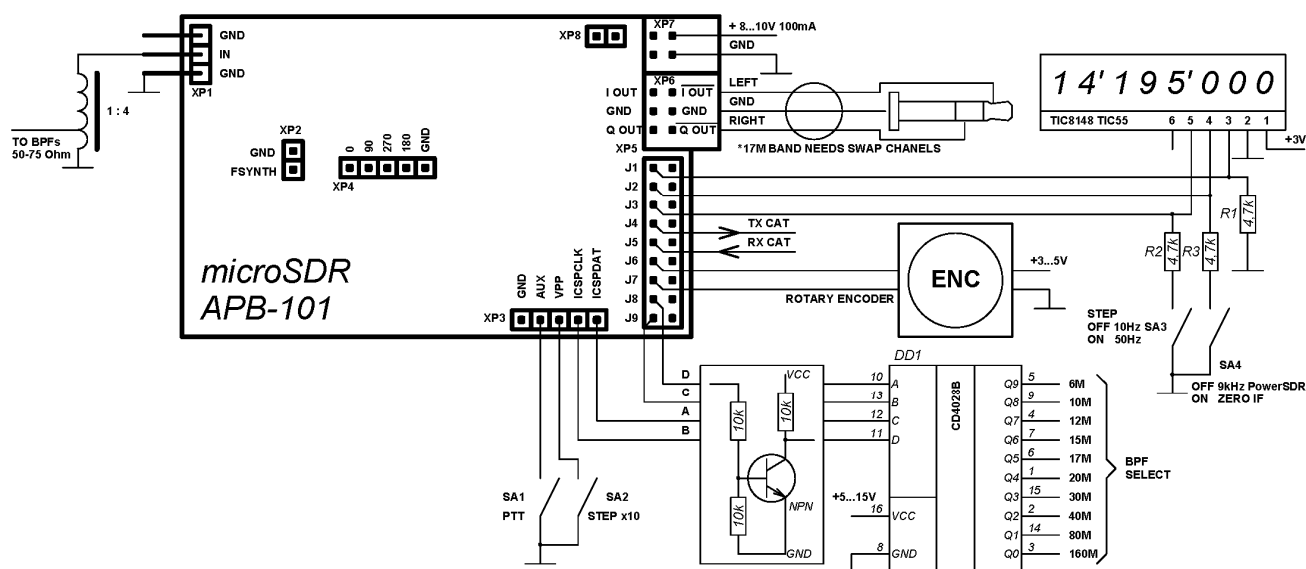 GND
IN
GND
XP1
1 : 4
TO BPFs
50-75 Ohm
XP2
GND
FSYNTH
0
90
270
180
GND
XP4
microSDR
APB-101
XP8
XP7
+ 8...10V 100mA
GND
XP6
I OUT
I OUT
LEFT
GND
GND
GND
Q OUT
Q OUT
RIGHT
XP5
*17M BAND NEEDS SWAP CHANELS
14'195'000
TIC8148 TIC55
6 5 4 3 2 1
+3V
J1
J2
J3
J4
J5
J6
J7
J8
J9
TX CAT
RX CAT
ENC
ROTARY ENCODER
+3...5V
R1
4.7k
R2
4.7k
R3
4.7k
STEP
OFF 10Hz SA3
ON 50Hz
SA4
OFF 9kHz PowerSDR
ON ZERO IF
GND
AUX
VPP
ICSPCLK
ICSPDAT
XP3
SA1
PTT
SA2
STEP x10
D
C
A
B
VCC
10k
10k
10k
NPN
GND
DD1
CD4028B
10 A
13 B
12 C
11 D
+5...15V
16 VCC
8 GND
Q9 5 6M
Q8 9 10M
Q7 4 12M
Q6 7 15M
Q5 6 17M
Q4 1 20M
Q3 15 30M
Q2 2 40M
Q1 14 80M
Q0 3 160M
BPF
SELECT